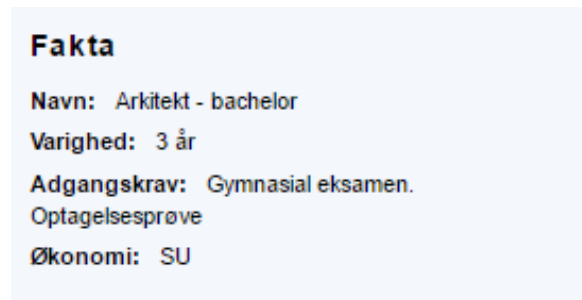 Fakta
Navn: Arkitekt - bachelor
Varighed: 3 år
Adgangskrav: Gymnasial eksamen.
Optagelsesprøve
Økonomi: SU